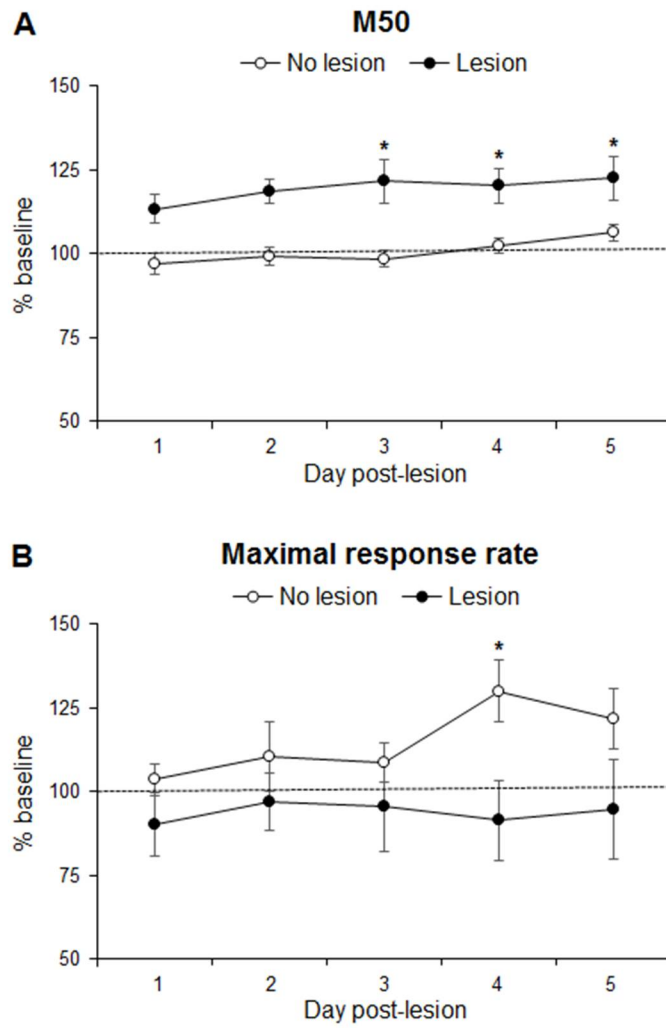 A
M50
No lesion
Lesion
150
125
100
75
50
% baseline
*
*
*
1
2
3
4
5
Day post-lesion
B
Maximal response rate
No lesion
Lesion
150
125
100
75
50
% baseline
*
1
2
3
4
5
Day post-lesion